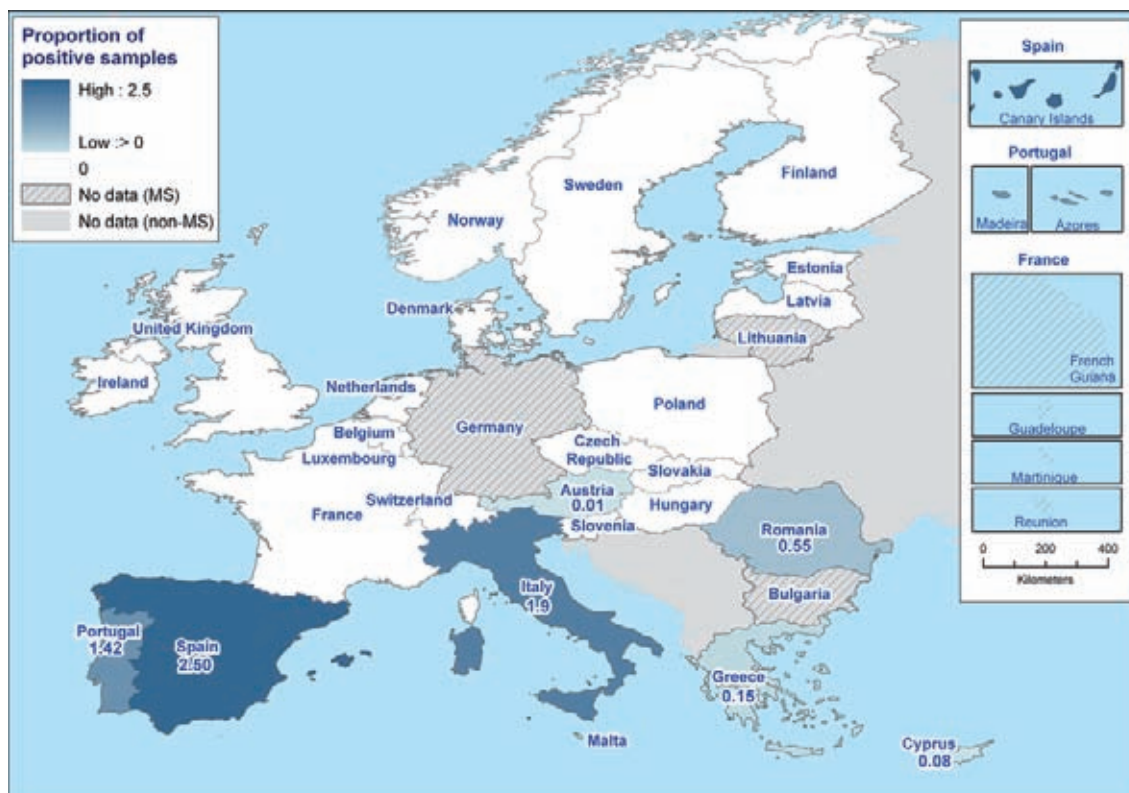 Proportion of
positive samples
High : 2.5
Low :> 0
0
No data (MS)
No data (non-MS)
Spain
Canary Islands
Portugal
Madeira
Azores
France
French
Guiana
Guadeloupe
Martinique
Reunion
0 200 400
Kilometers
Finland
Sweden
Norway
Estonia
Latvia
Denmark
Lithuania
United Kingdom
Ireland
Netherlands
Poland
Germany
Belgium
Czech
Republic
Luxembourg
Slovakia
Austria
0.01
Switzerland
Hungary
France
Slovenia
Romania
0.55
Italy
1.9
Bulgaria
Portugal
1.42
Spain
2.50
Greece
0.15
Malta
Cyprus
0.08